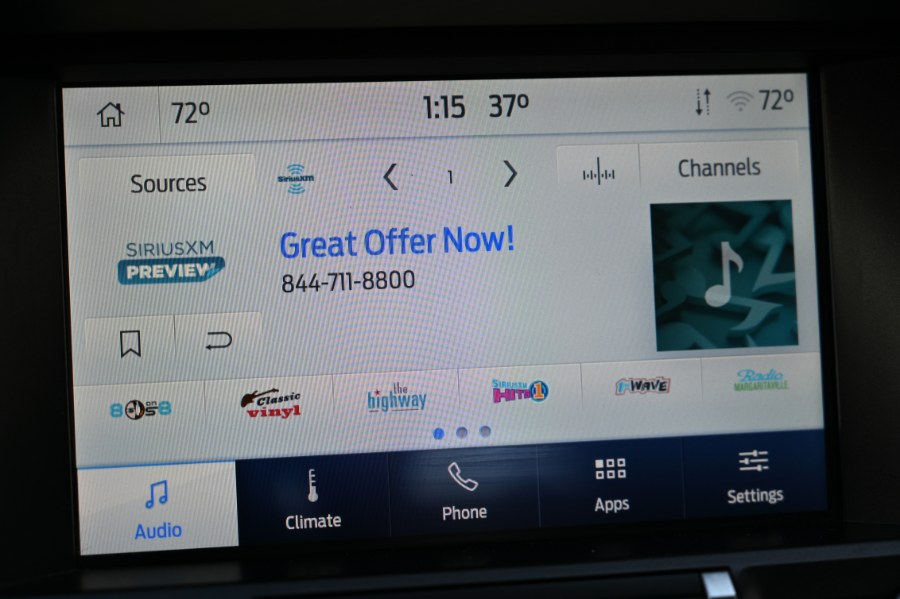 72° 1:15 37° 72°
Sources SiriusXM 1 Channels
SIRIUSXM
PREVIEW
Great Offer Now!
844-711-8800
80s on 8
Classic
vinyl
the
highway
SIRIUSXM
HITS 1
1st WAVE
Radio
MARGARITAVILLE
Audio Climate Phone Apps Settings